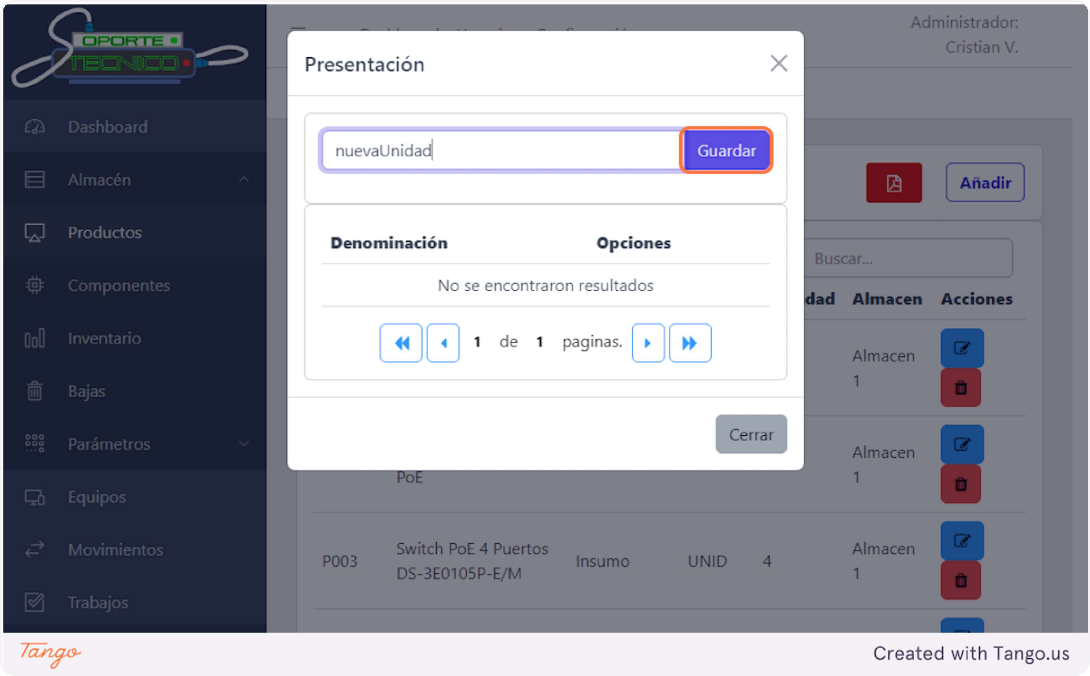 OPORTE
TECNICO
Administrador:
Cristian V.
Dashboard
Almacén
Productos
Componentes
Inventario
Bajas
Parámetros
Equipos
Movimientos
Trabajos
Presentación
nuevaUnidad Guardar
Denominación Opciones
No se encontraron resultados
1 de 1 paginas.
Cerrar
Añadir
Buscar...
dad Almacen Acciones
Almacen
1
PoE
Almacen
1
P003 Switch PoE 4 Puertos DS-3E0105P-E/M Insumo UNID 4 Almacen 1
Tango
Created with Tango.us